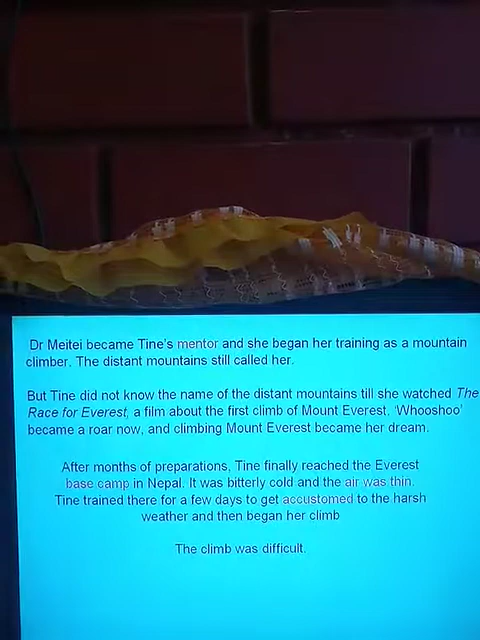 Dr Meitei became Tine's mentor and she began her training as a mountain
climber. The distant mountains still called her.
But Tine did not know the name of the distant mountains till she watched The
Race for Everest, a film about the first climb of Mount Everest. 'Whooshoo'
became a roar now, and climbing Mount Everest became her dream.
After months of preparations, Tine finally reached the Everest
base camp in Nepal. It was bitterly cold and the air was thin.
Tine trained there for a few days to get accustomed to the harsh
weather and then began her climb
The climb was difficult.